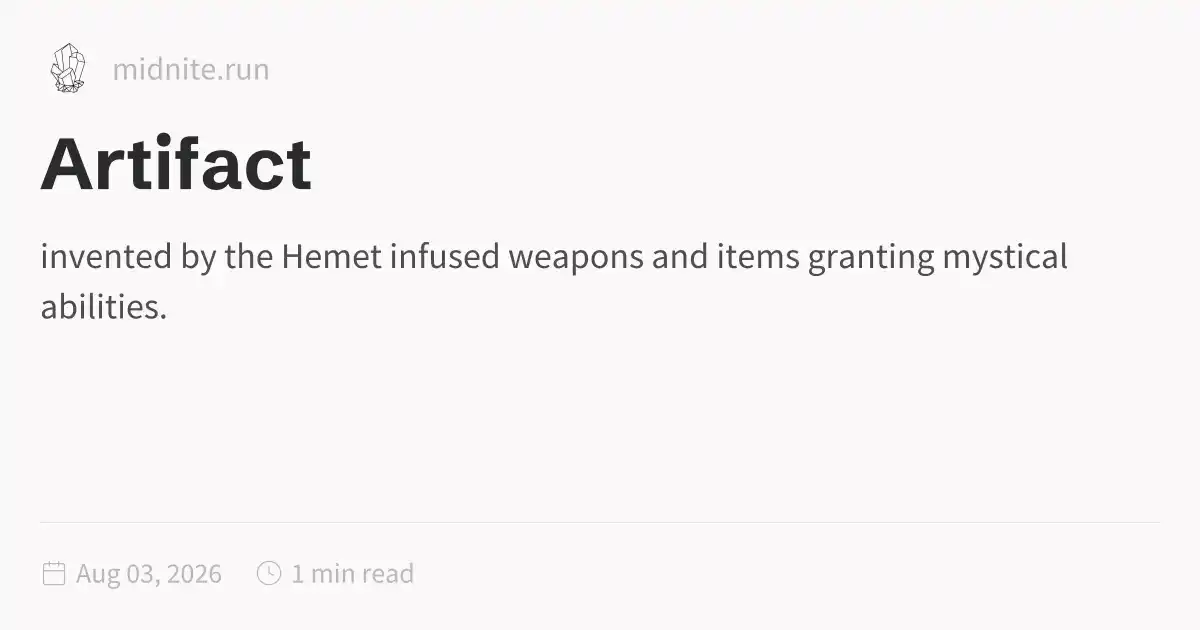 midnite.run
Artifact
invented by the Hemet infused weapons and items granting mystical
abilities.
Aug 03, 2026 1 min read